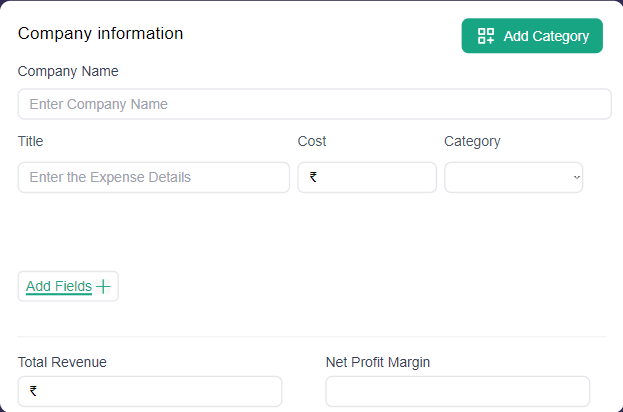 Company information
Add Category
Company Name
Enter Company Name
Title Cost Category
Enter the Expense Details ₹
Add Fields +
Total Revenue Net Profit Margin
₹